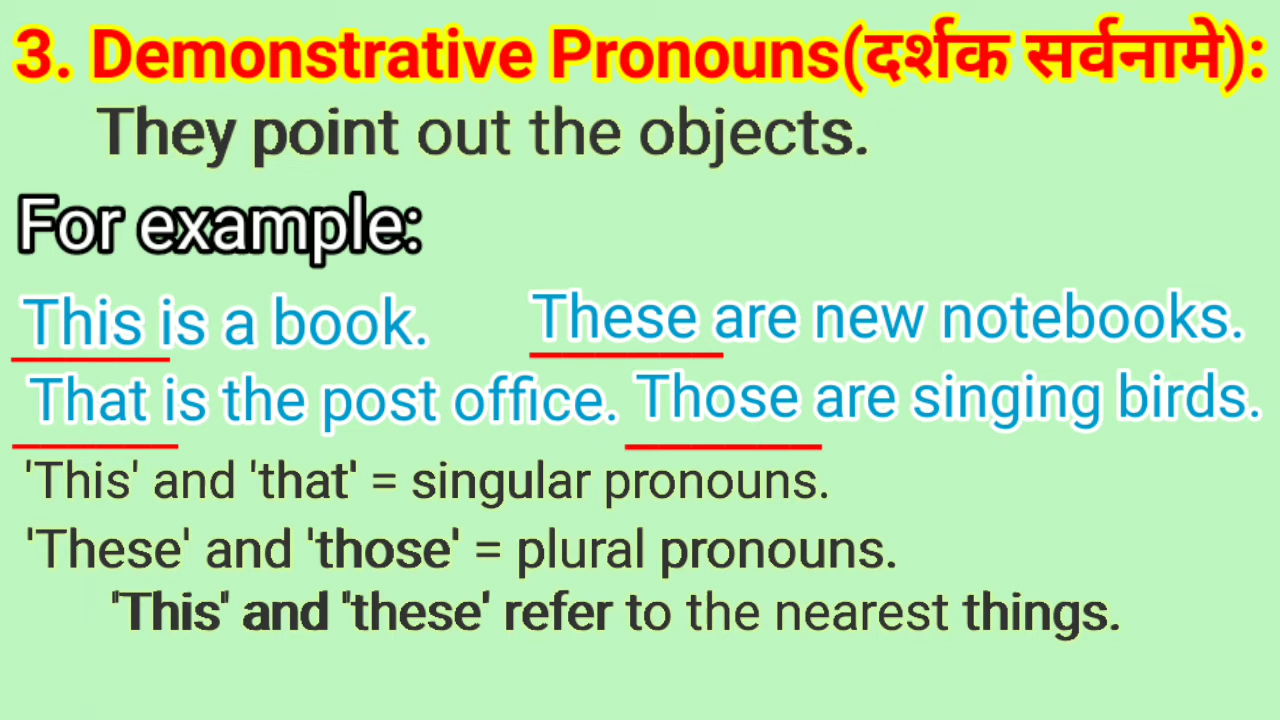 3. Demonstrative Pronouns(दर्शक सर्वनामे):
They point out the objects.
For example:
This is a book. These are new notebooks.
That is the post office. Those are singing birds.
'This' and 'that' = singular pronouns.
'These' and 'those' = plural pronouns.
'This' and 'these' refer to the nearest things.